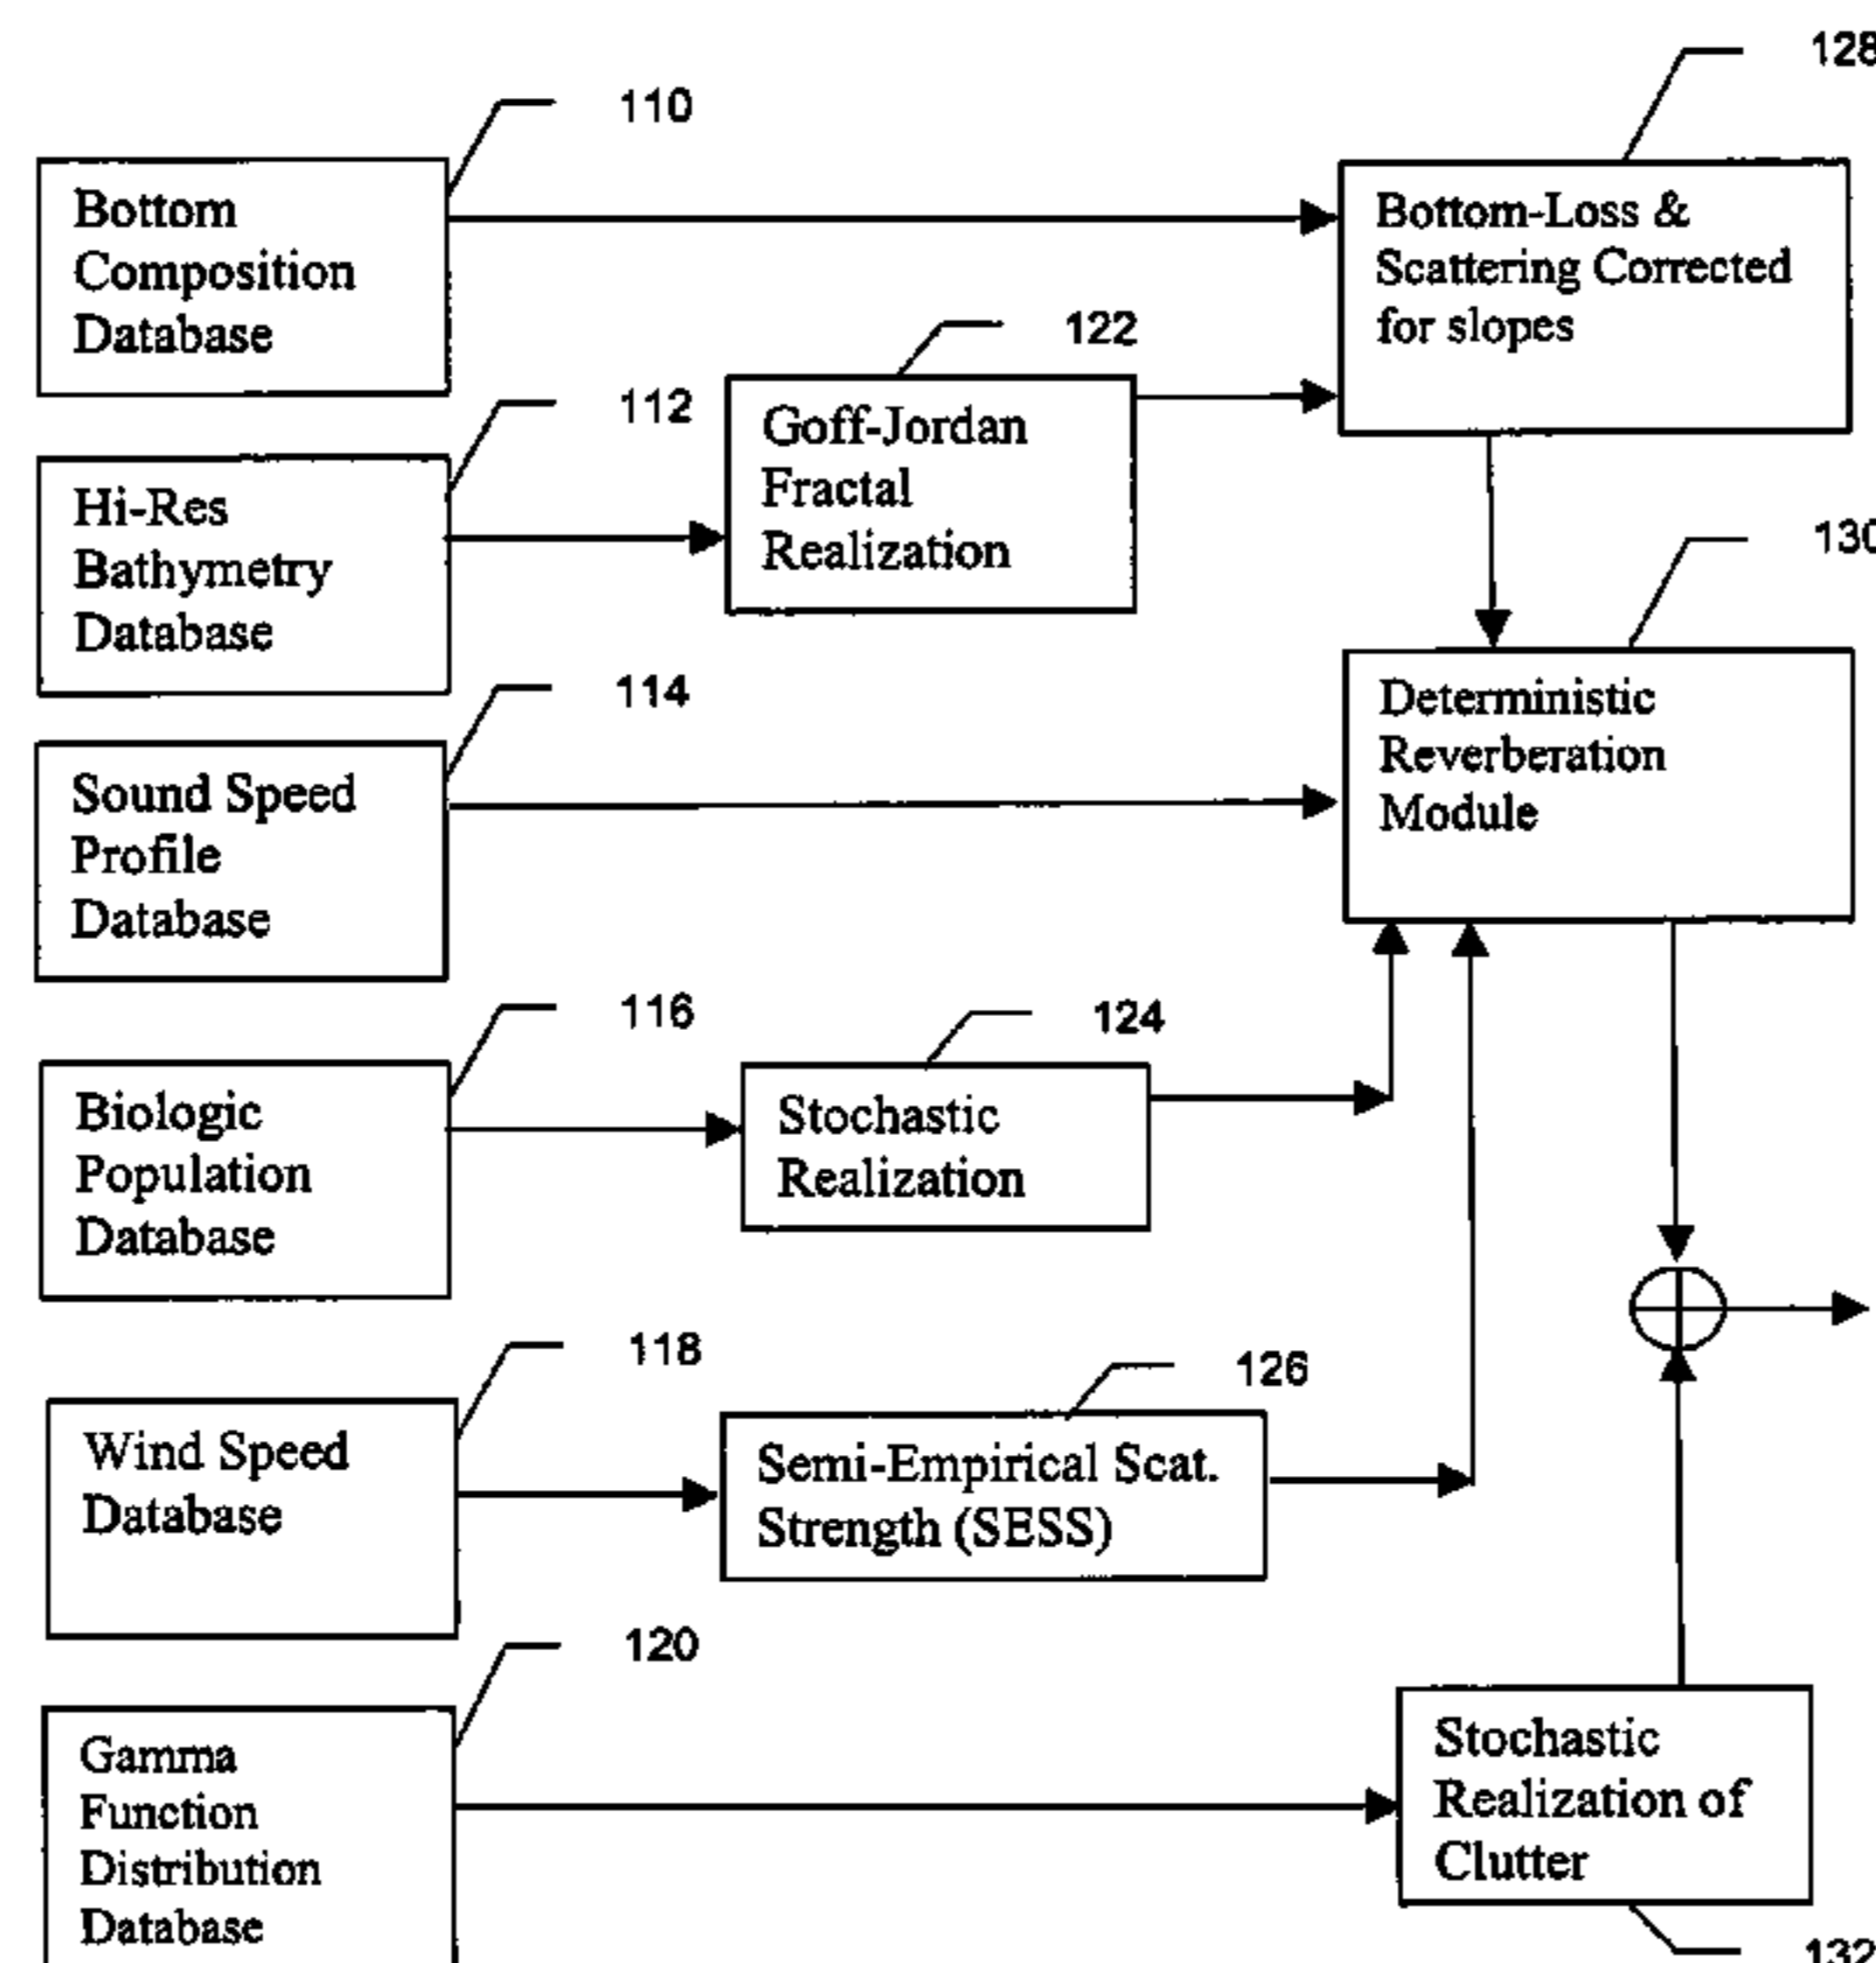 128
110
Bottom
Composition
Database
Bottom-Loss &
Scattering Corrected
for slopes
122
112
Goff-Jordan
Fractal
Realization
Hi-Res
Bathymetry
Database
130
114
Deterministic
Reverberation
Module
Sound Speed
Profile
Database
116
124
Biologic
Population
Database
Stochastic
Realization
118
126
Wind Speed
Database
Semi-Empirical Scat.
Strength (SESS)
120
Gamma
Function
Distribution
Database
Stochastic
Realization of
Clutter
132